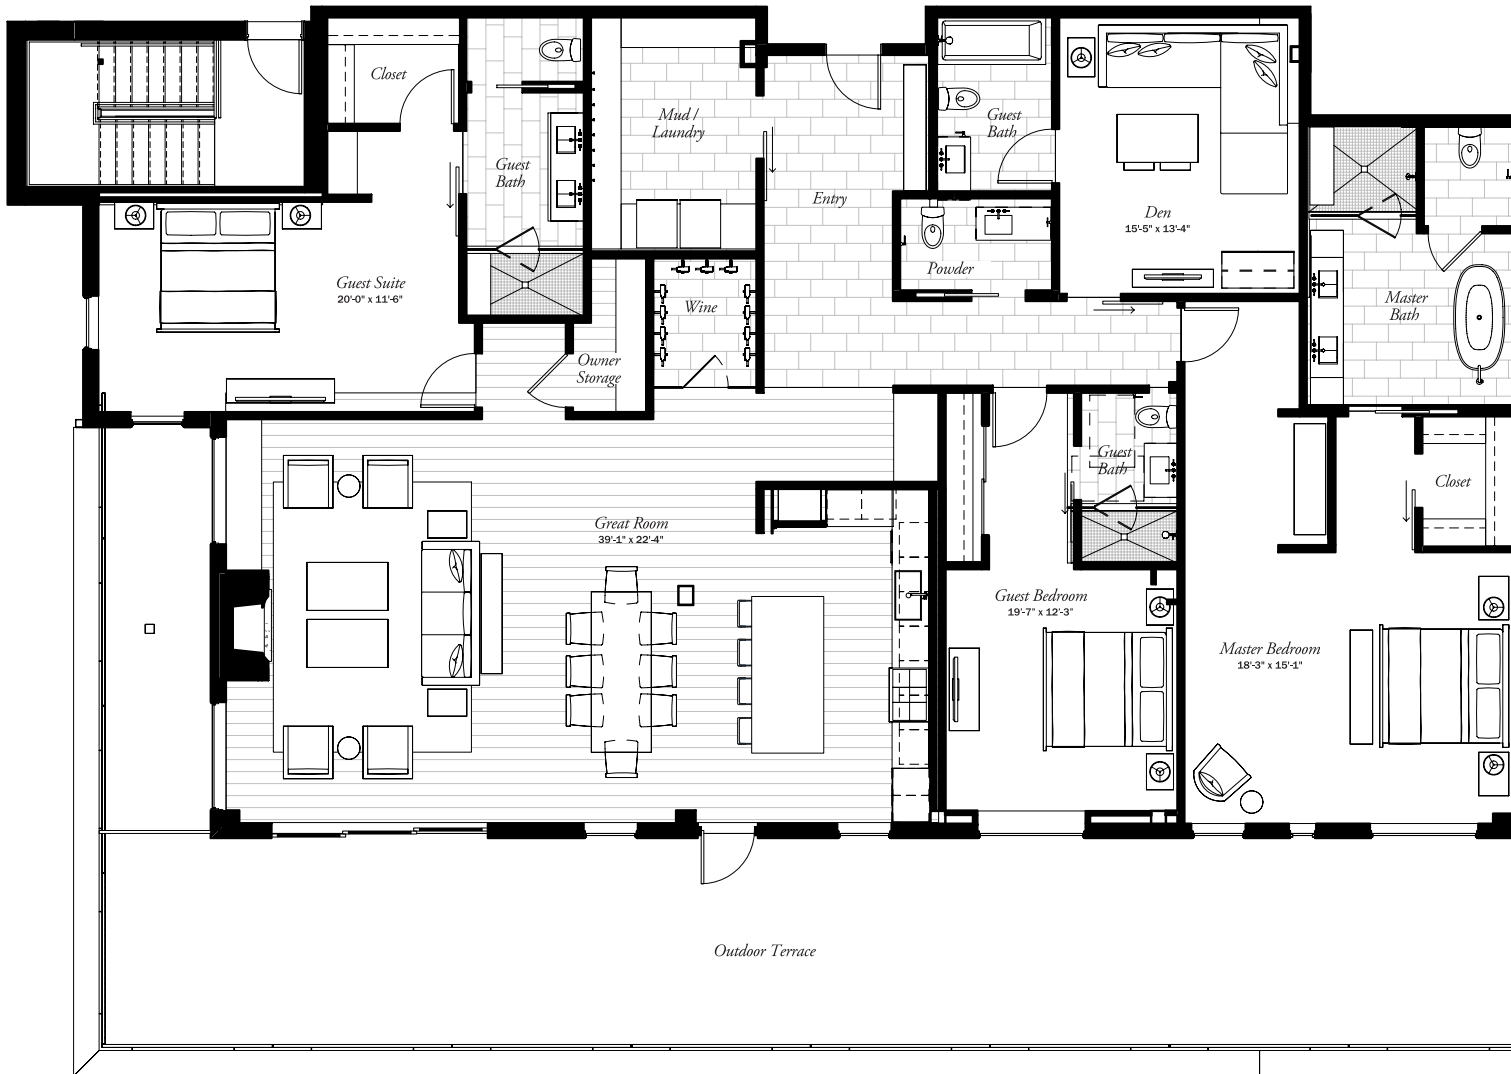 Closet
Mud /
Laundry
Guest
Bath
Guest
Bath
Entry
Den
15'-5" x 13'-4"
Powder
Guest Suite
20'-0" x 11'-6"
Wine
Master
Bath
Owner
Storage
Guest
Bath
Closet
Great Room
39'-1" x 22'-4"
Guest Bedroom
19'-7" x 12'-3"
Master Bedroom
18'-3" x 15'-1"
Outdoor Terrace